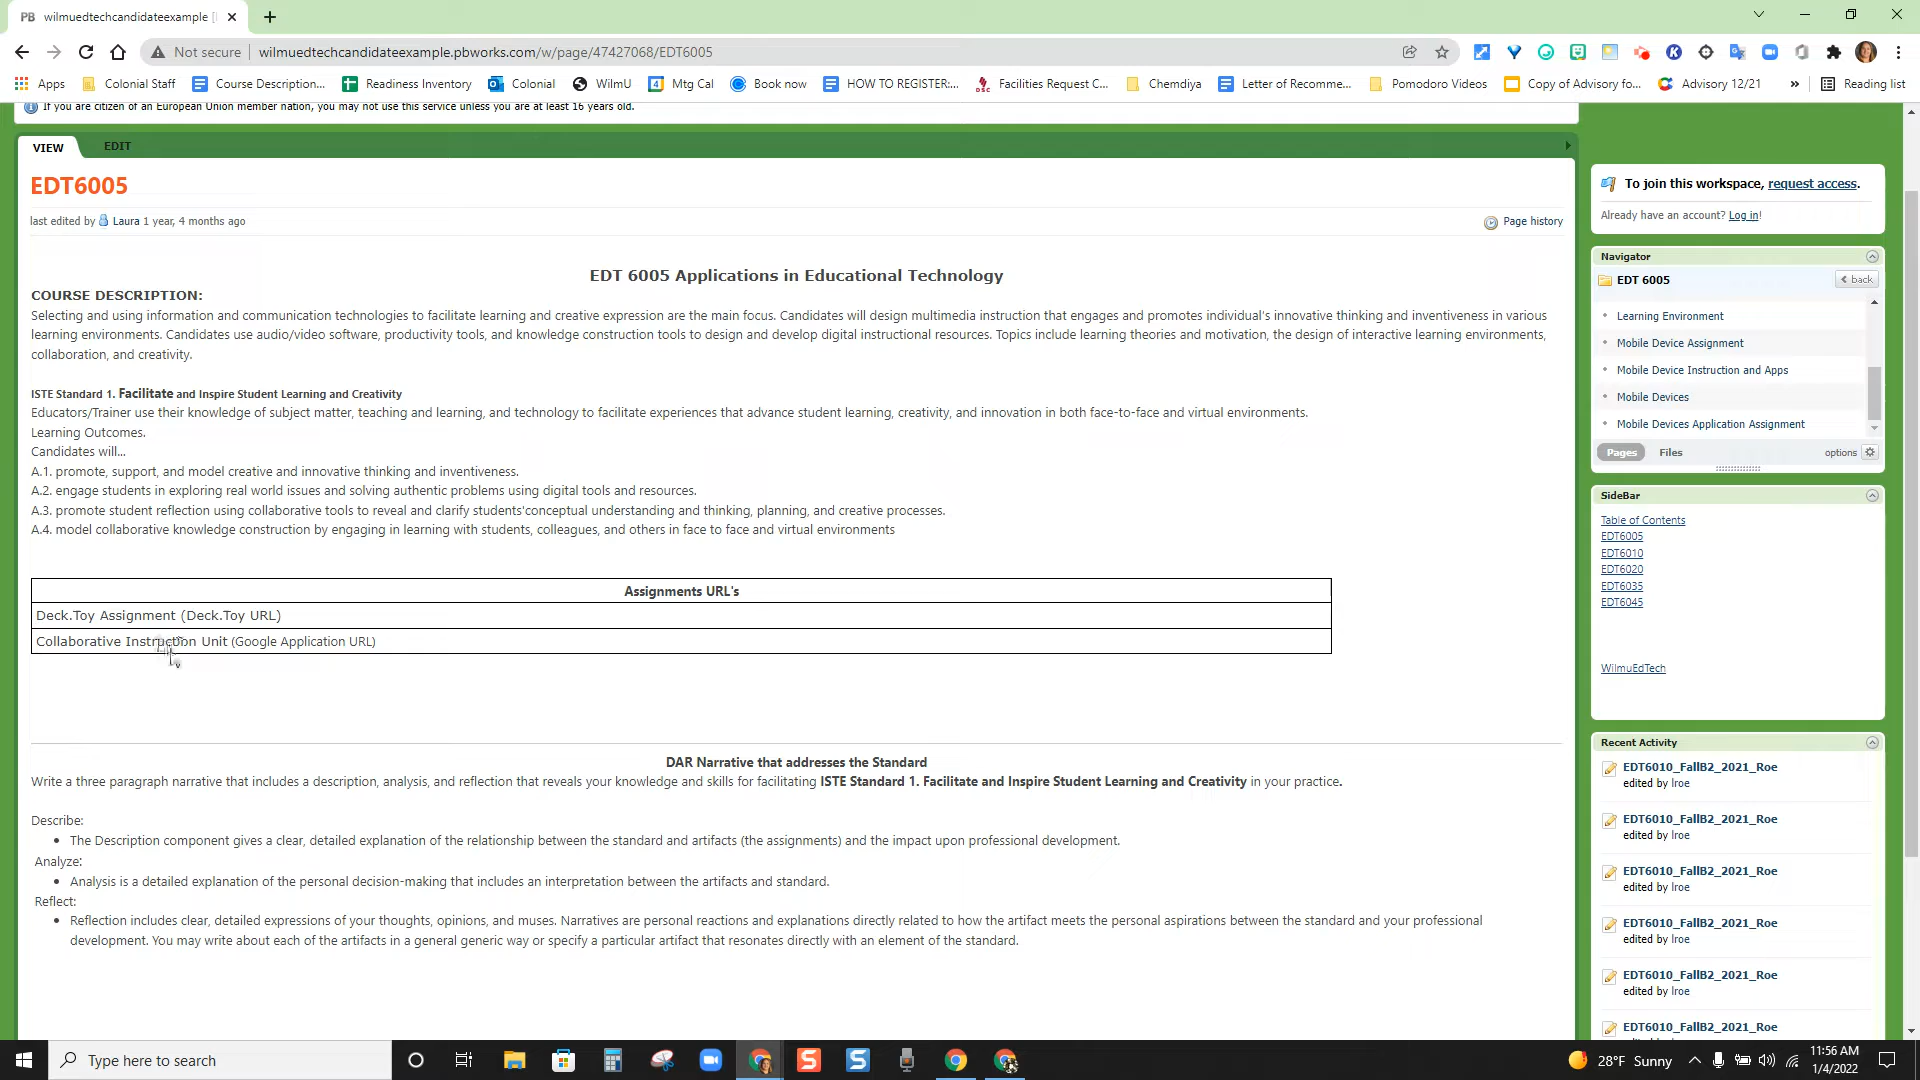 PB wilmuedtechcandidateexample [
Not secure wilmuedtechcandidateexample.pbworks.com/w/page/47427068/EDT6005
Apps Colonial Staff Course Description... Readiness Inventory Colonial WilmU Mtg Cal Book now HOW TO REGISTER:... Facilities Request C... Chemdiya Letter of Recomme... Pomodoro Videos Copy of Advisory fo... Advisory 12/21 » Reading list
If you are citizen of an European Union member nation, you may not use this service unless you are at least 16 years old.
VIEW EDIT
EDT6005
last edited by Laura 1 year, 4 months ago
Page history
EDT 6005 Applications in Educational Technology
COURSE DESCRIPTION:
Selecting and using information and communication technologies to facilitate learning and creative expression are the main focus. Candidates will design multimedia instruction that engages and promotes individual's innovative thinking and inventiveness in various
learning environments. Candidates use audio/video software, productivity tools, and knowledge construction tools to design and develop digital instructional resources. Topics include learning theories and motivation, the design of interactive learning environments,
collaboration, and creativity.
ISTE Standard 1. Facilitate and Inspire Student Learning and Creativity
Educators/Trainer use their knowledge of subject matter, teaching and learning, and technology to facilitate experiences that advance student learning, creativity, and innovation in both face-to-face and virtual environments.
Learning Outcomes.
Candidates will...
A.1. promote, support, and model creative and innovative thinking and inventiveness.
A.2. engage students in exploring real world issues and solving authentic problems using digital tools and resources.
A.3. promote student reflection using collaborative tools to reveal and clarify students'conceptual understanding and thinking, planning, and creative processes.
A.4. model collaborative knowledge construction by engaging in learning with students, colleagues, and others in face to face and virtual environments
Assignments URL's
Deck.Toy Assignment (Deck.Toy URL)
Collaborative Instruction Unit (Google Application URL)
DAR Narrative that addresses the Standard
Write a three paragraph narrative that includes a description, analysis, and reflection that reveals your knowledge and skills for facilitating ISTE Standard 1. Facilitate and Inspire Student Learning and Creativity in your practice.
Describe:
• The Description component gives a clear, detailed explanation of the relationship between the standard and artifacts (the assignments) and the impact upon professional development.
Analyze:
• Analysis is a detailed explanation of the personal decision-making that includes an interpretation between the artifacts and standard.
Reflect:
• Reflection includes clear, detailed expressions of your thoughts, opinions, and muses. Narratives are personal reactions and explanations directly related to how the artifact meets the personal aspirations between the standard and your professional
development. You may write about each of the artifacts in a general generic way or specify a particular artifact that resonates directly with an element of the standard.
To join this workspace, request access.
Already have an account? Log in!
Navigator
EDT 6005
back
Learning Environment
Mobile Device Assignment
Mobile Device Instruction and Apps
Mobile Devices
Mobile Devices Application Assignment
Pages Files options
SideBar
Table of Contents
EDT6005
EDT6010
EDT6020
EDT6035
EDT6045
WilmuEdTech
Recent Activity
EDT6010_FallB2_2021_Roe
edited by lroe
EDT6010_FallB2_2021_Roe
edited by lroe
EDT6010_FallB2_2021_Roe
edited by lroe
EDT6010_FallB2_2021_Roe
edited by lroe
EDT6010_FallB2_2021_Roe
edited by lroe
EDT6010_FallB2_2021_Roe
Type here to search
28°F Sunny
11:56 AM
1/4/2022